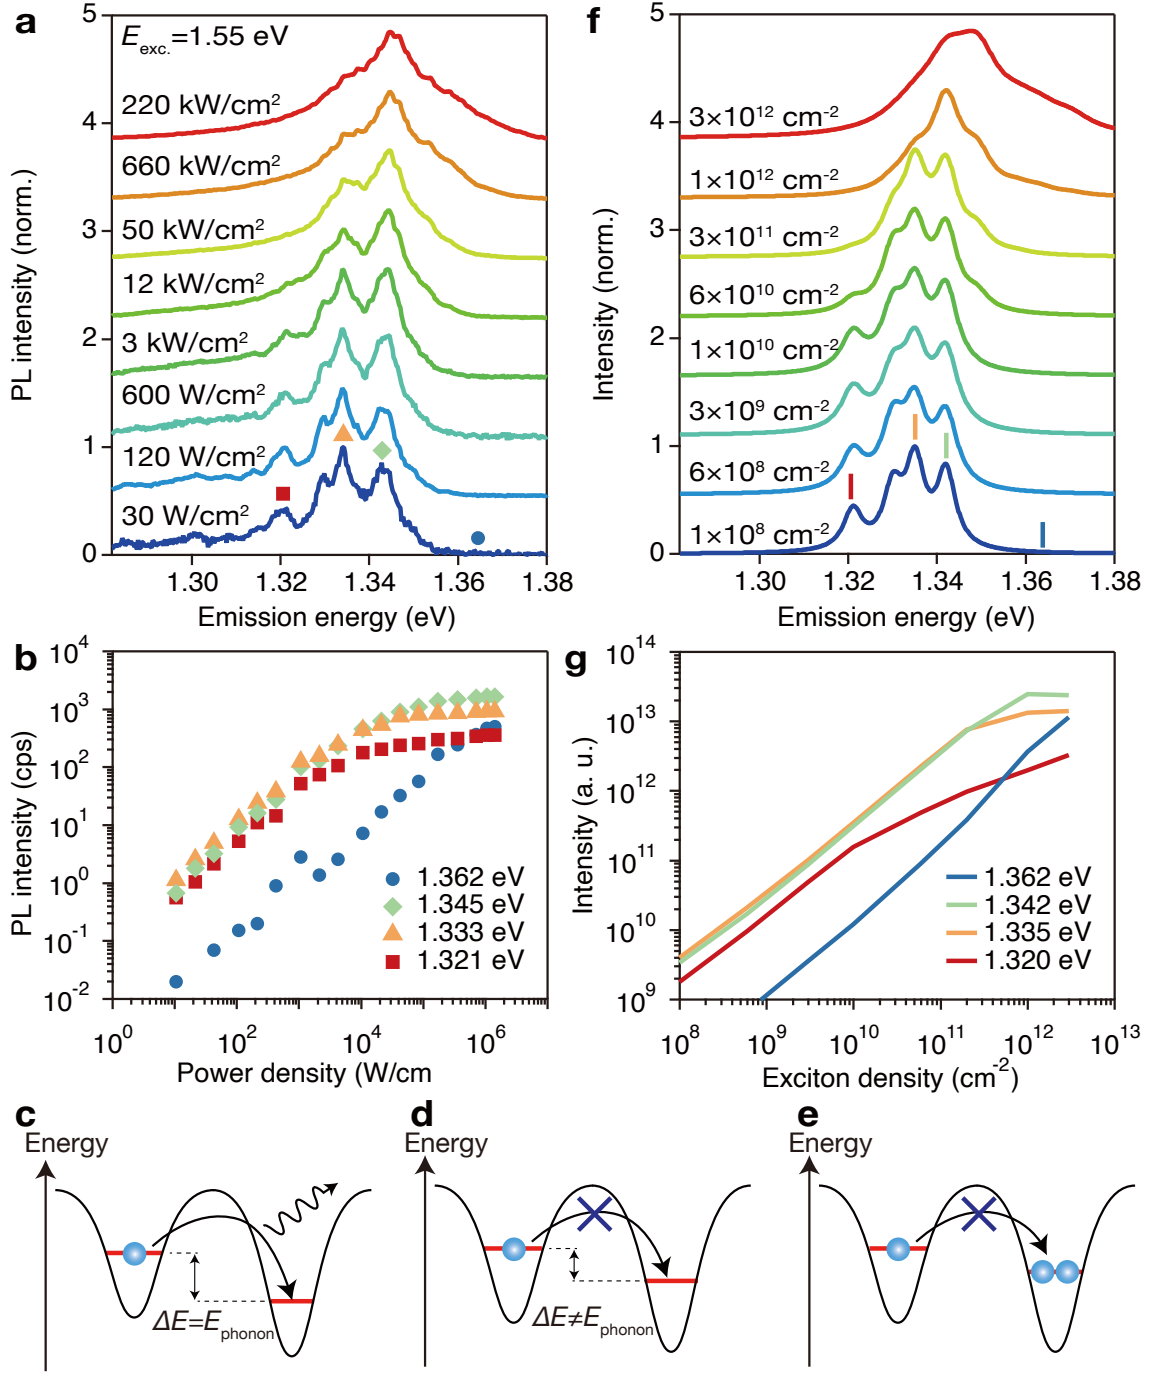 a
5
4
3
2
1
0
PL intensity (norm.)
E exc. =1.55 eV
220 kW/cm²
660 kW/cm²
50 kW/cm²
12 kW/cm²
3 kW/cm²
600 W/cm²
120 W/cm²
30 W/cm²
1.30 1.32 1.34 1.36 1.38
Emission energy (eV)
f
5
4
3
2
1
0
Intensity (norm.)
3×10¹² cm⁻²
1×10¹² cm⁻²
3×10¹¹ cm⁻²
6×10¹⁰ cm⁻²
1×10¹⁰ cm⁻²
3×10⁹ cm⁻²
6×10⁸ cm⁻²
1×10⁸ cm⁻²
1.30 1.32 1.34 1.36 1.38
Emission energy (eV)
b
10⁴
10³
10²
10¹
10⁰
10⁻¹
10⁻²
PL intensity (cps)
1.362 eV
1.345 eV
1.333 eV
1.321 eV
10⁰ 10² 10⁴ 10⁶
Power density (W/cm
g
10¹⁴
10¹³
10¹²
10¹¹
10¹⁰
10⁹
Intensity (a. u.)
1.362 eV
1.342 eV
1.335 eV
1.320 eV
10⁸ 10⁹ 10¹⁰ 10¹¹ 10¹² 10¹³
Exciton density (cm⁻²)
c
Energy
ΔE=E phonon
d
Energy
ΔE≠E phonon
e
Energy